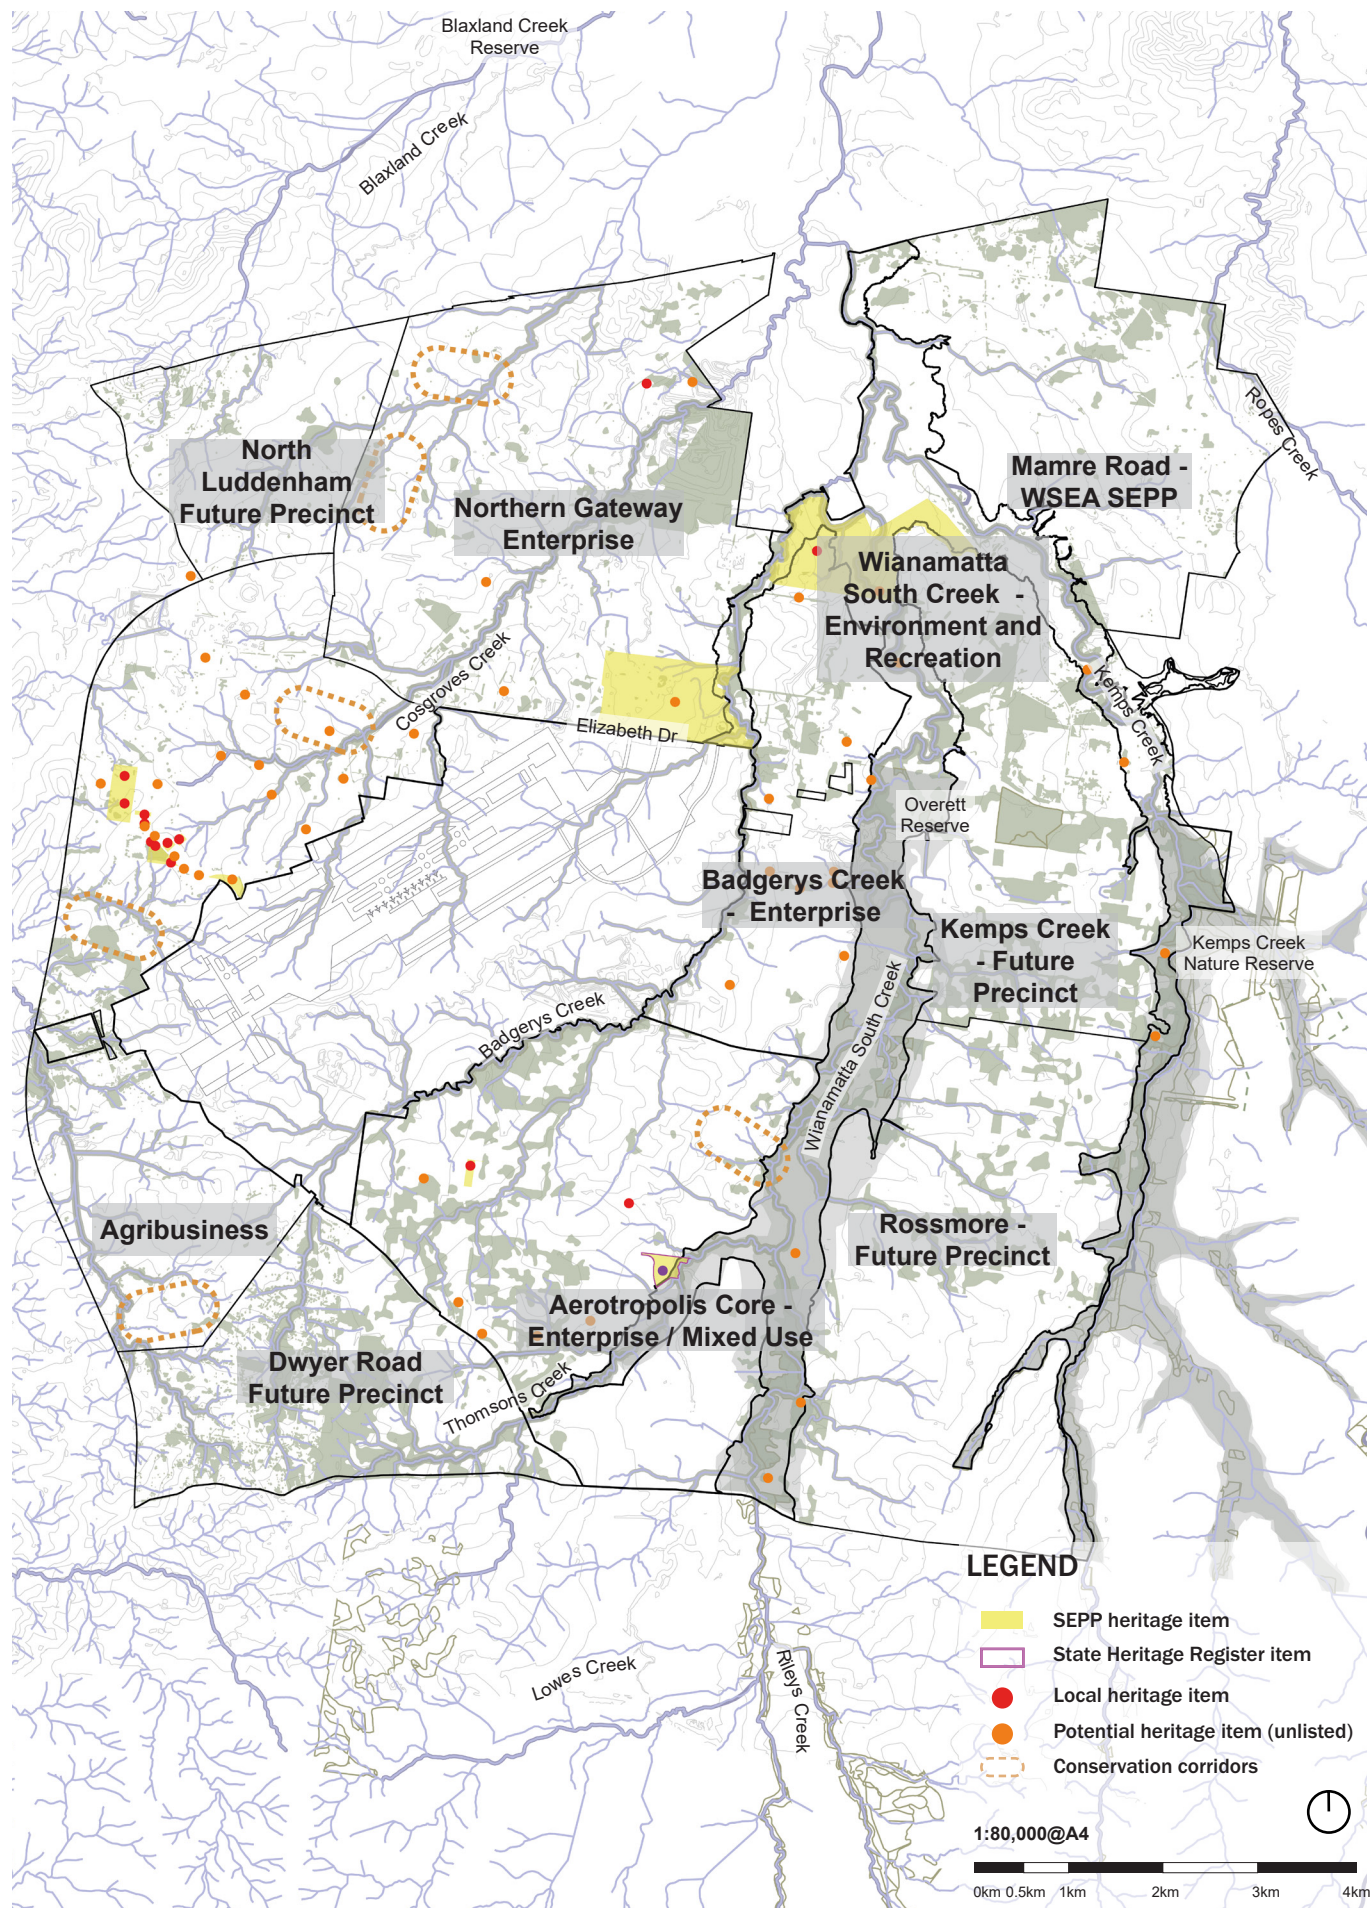 Blaxland Creek
Reserve
Blaxland Creek
Ropes Creek
North
Luddenham
Future Precinct
Northern Gateway
Enterprise
Mamre Road -
WSEA SEPP
Wianamatta
South Creek -
Environment and
Recreation
Cosgroves Creek
Kemps Creek
Elizabeth Dr
Overett
Reserve
Badgerys Creek
- Enterprise
Kemps Creek
- Future
Precinct
Kemps Creek
Nature Reserve
Badgerys Creek
Wianamatta South Creek
Agribusiness
Rossmore -
Future Precinct
Aerotropolis Core -
Enterprise / Mixed Use
Dwyer Road
Future Precinct
Thomsons Creek
Lowes Creek
Rileys Creek
LEGEND
SEPP heritage item
State Heritage Register item
Local heritage item
Potential heritage item (unlisted)
Conservation corridors
1:80,000@A4
0km 0.5km 1km 2km 3km 4km